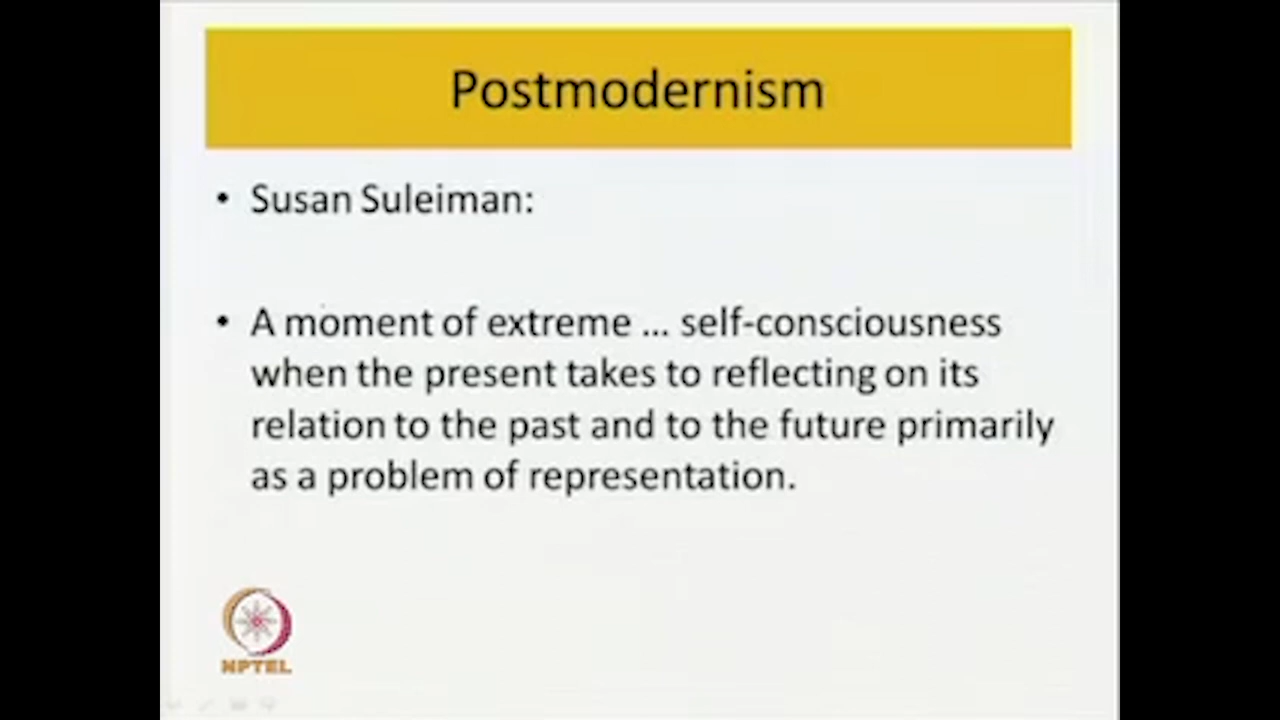 Postmodernism
• Susan Suleiman:
• A moment of extreme ... self-consciousness
when the present takes to reflecting on its
relation to the past and to the future primarily
as a problem of representation.
NPTEL